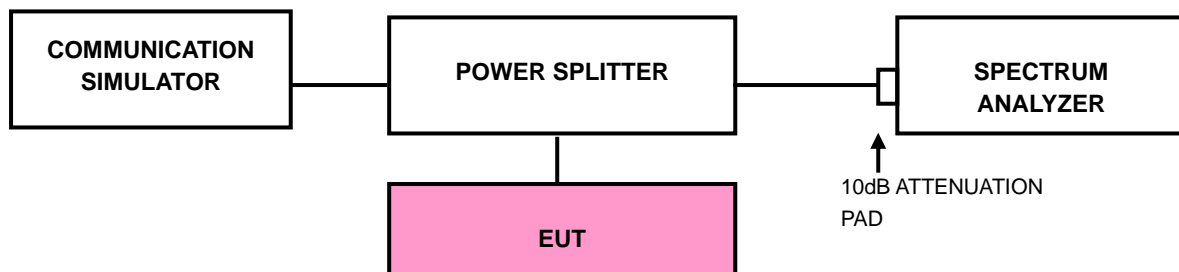 COMMUNICATION
SIMULATOR
POWER SPLITTER
SPECTRUM
ANALYZER
10dB ATTENUATION
PAD
EUT